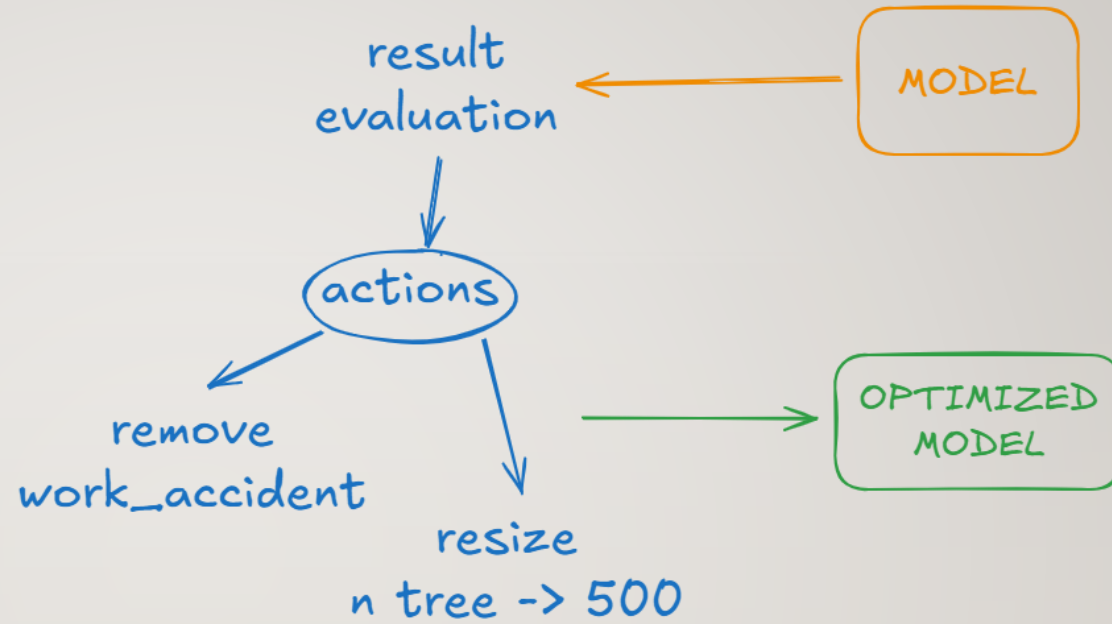 result
evaluation
MODEL
actions
remove
work_accident
OPTIMIZED
MODEL
resize
n tree -> 500